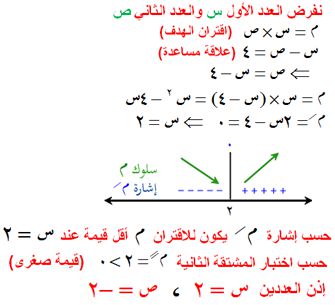 نفرض العدد الأول س والعدد الثاني ص
م = س × ص (اقتران الهدف)
س − ص = ٤ (علاقة مساعدة)
⇐ ص = س − ٤
م = س × (س − ٤) = س² − ٤س
م́ = ٢س − ٤ = ٠ ⇐ س = ٢
٠
سلوك م
إشارة م́ − − − − − − + + + + +
٢
حسب إشارة م́ يكون للاقتران م أقل قيمة عند س = ٢
حسب اختبار المشتقة الثانية م́́ = ٢ > ٠ (قيمة صغرى)
إذن العددين س = ٢ ، ص = −٢